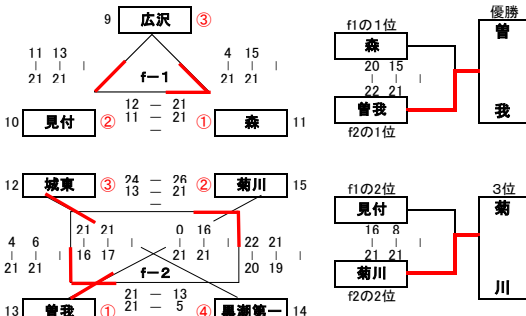 9 広沢 ③
11 13
| | |
21 21
4 15
| | |
21 21
f－1
12 － 21
11 － 21
－
10 見付 ②
① 森 11
f1の1位
森
20 15
| | |
22 21
曽我
f2の1位
優勝
曽我
12 城東 ③
24 － 26
13 － 21
－
② 菊川 15
21 21
| | |
16 17
0 16
| | |
21 21
4 6
| | |
21 21
22 21
| | |
20 19
f－2
13 曽我 ①
21 － 13
21 － 5
④ 黒潮第一 14
f1の2位
見付
16 8
| | |
21 21
菊川
f2の2位
3位
菊川